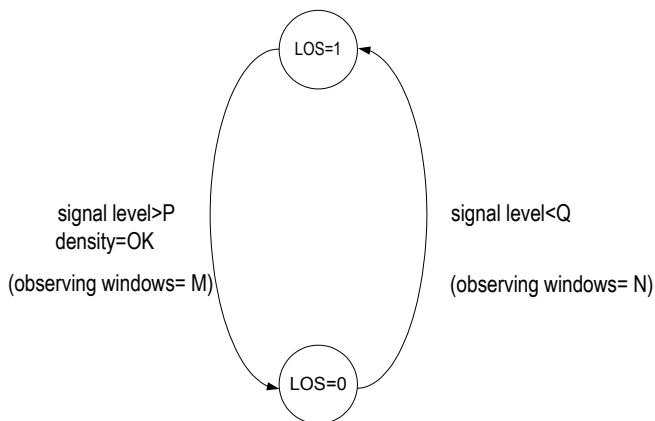 LOS=1
signal level>P
density=OK
(observing windows= M)
signal level<Q
(observing windows= N)
LOS=0